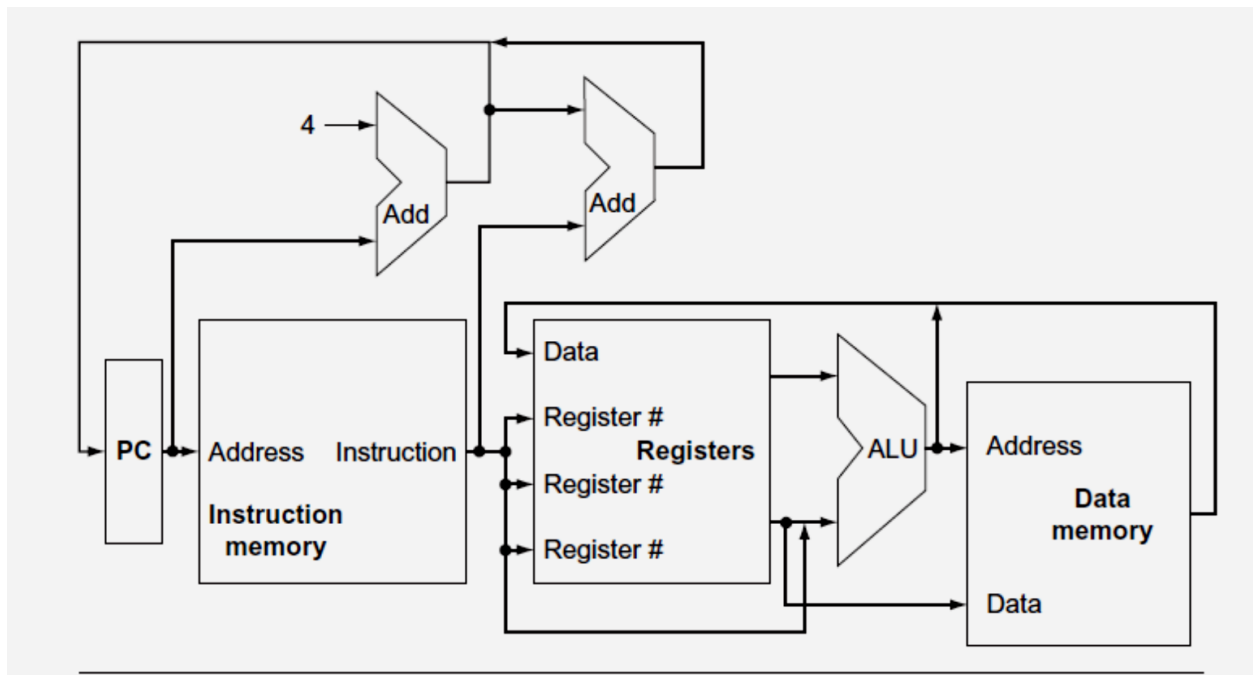 4
Add
Add
Data
Register #
PC
Address
Instruction
Registers
ALU
Address
Register #
Instruction
memory
Data
memory
Register #
Data